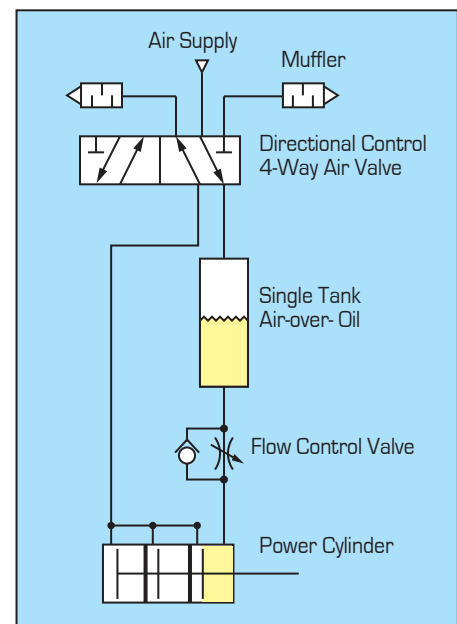 Air Supply
Muffler
Directional Control
4-Way Air Valve
Single Tank
Air-over- Oil
Flow Control Valve
Power Cylinder